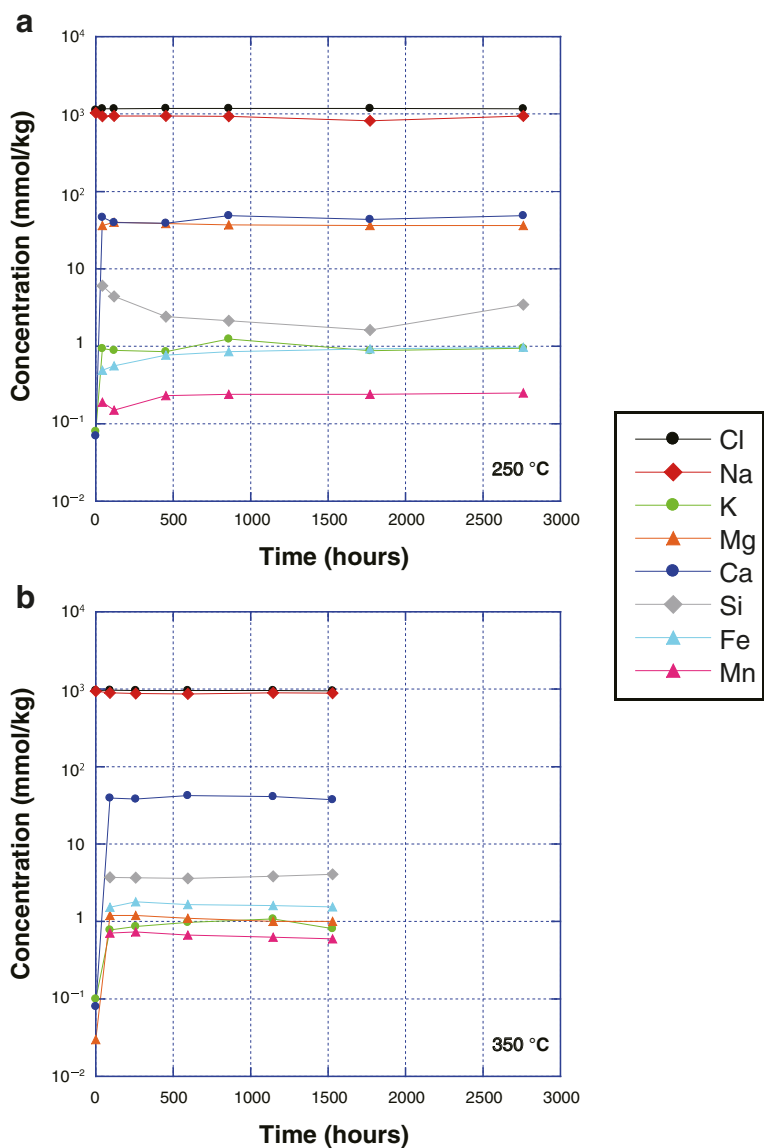 a
10⁴
10³
10²
10
1
10⁻¹
10⁻²
Concentration (mmol/kg)
250 °C
0 500 1000 1500 2000 2500 3000
Time (hours)
b
10⁴
10³
10²
10
1
10⁻¹
10⁻²
Concentration (mmol/kg)
350 °C
0 500 1000 1500 2000 2500 3000
Time (hours)
Cl
Na
K
Mg
Ca
Si
Fe
Mn